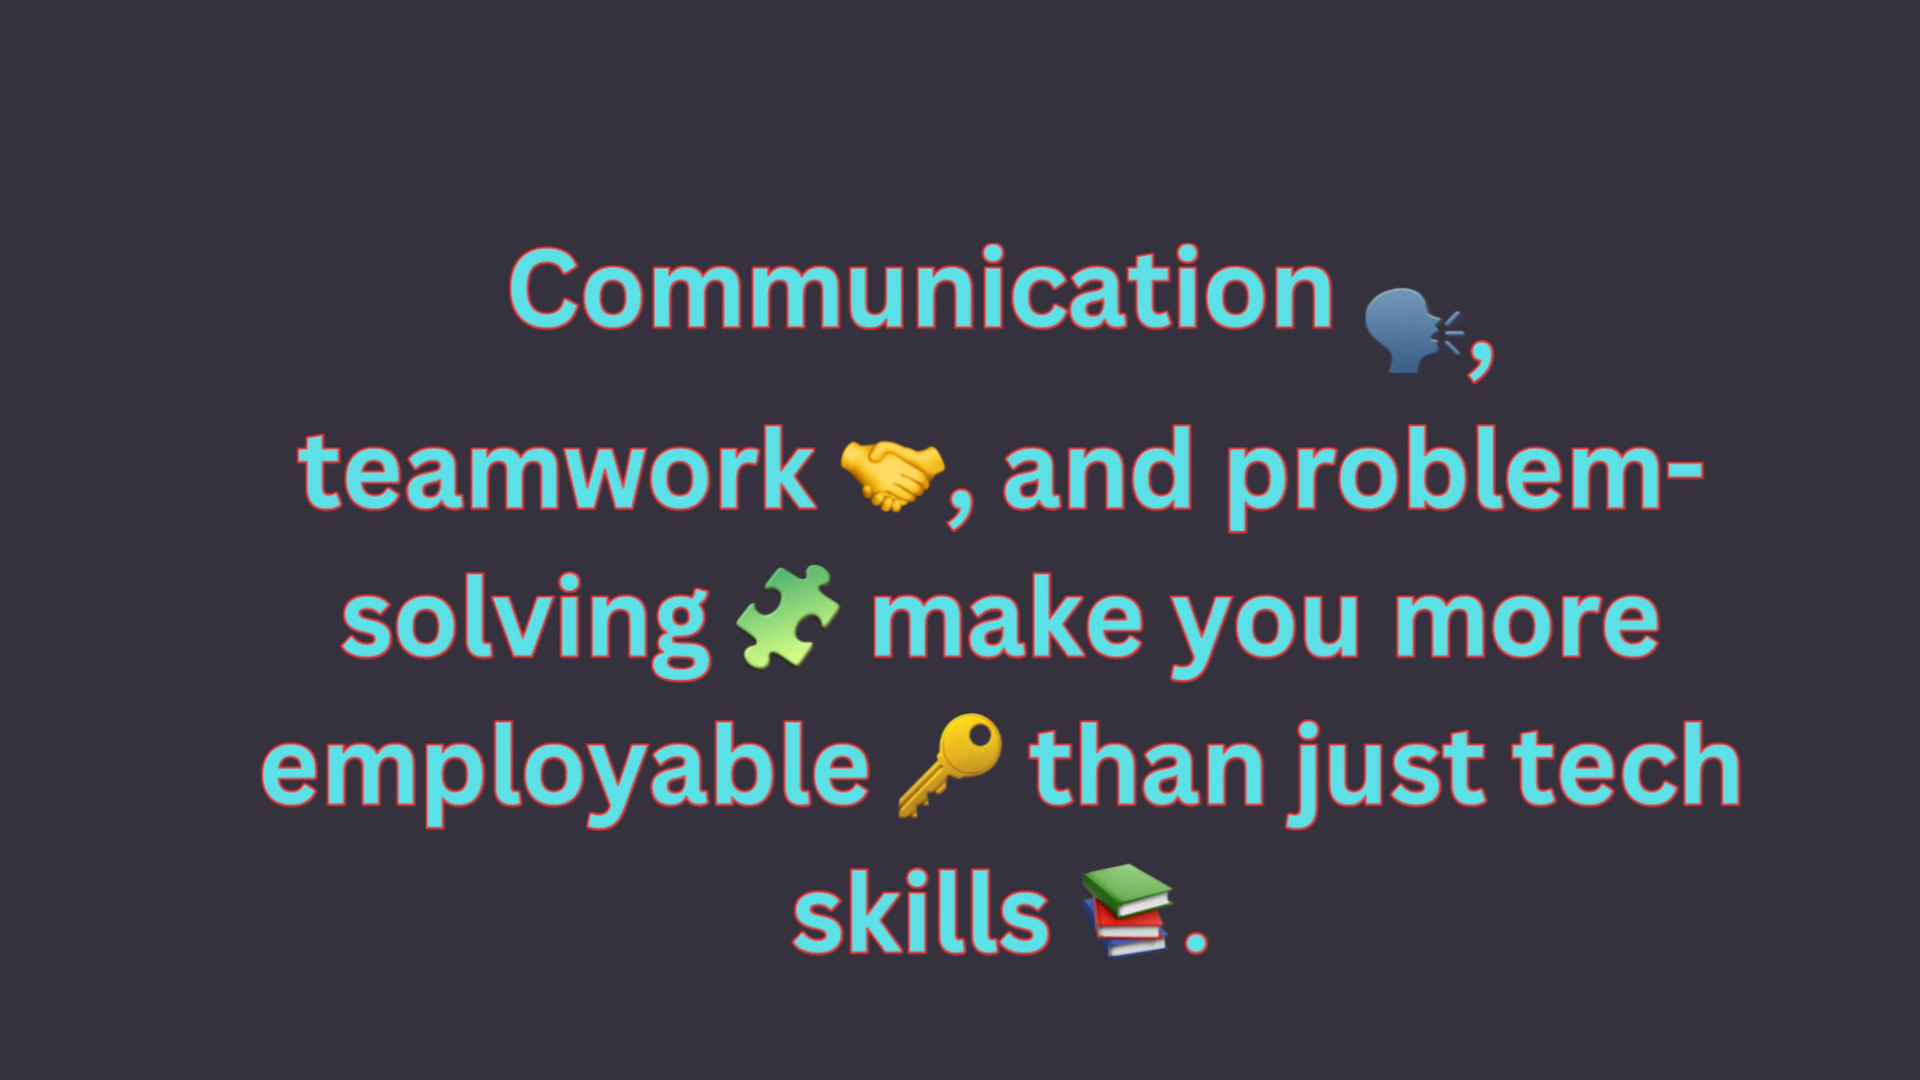 Communication 🗣️,
teamwork 🤝, and problem-
solving 🧩 make you more
employable 🔑 than just tech
skills 📚.